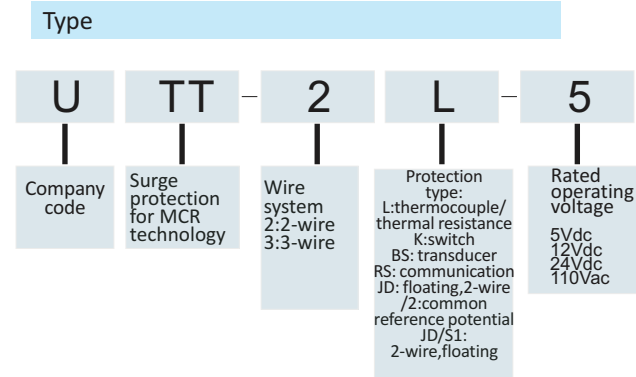 Type
U TT – 2 L – 5
Company
code
Surge
protection
for MCR
technology
Wire
system
2:2-wire
3:3-wire
Protection
type:
L:thermocouple/
thermal resistance
K:switch
BS: transducer
RS: communication
JD: floating,2-wire
/2:common
reference potential
JD/S1:
2-wire,floating
Rated
operating
voltage
5Vdc
12Vdc
24Vdc
110Vac